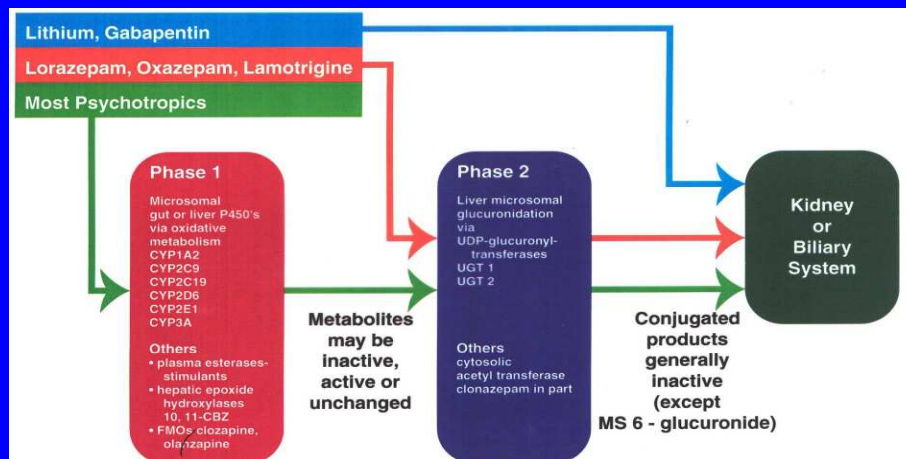 Lithium, Gabapentin
Lorazepam, Oxazepam, Lamotrigine
Most Psychotropics
Phase 1
Microsomal
gut or liver P450's
via oxidative
metabolism
CYP1A2
CYP2C9
CYP2C19
CYP2D6
CYP2E1
CYP3A
Others
• plasma esterases-
stimulants
• hepatic epoxide
hydroxylases
10, 11-CBZ
• FMOs clozapine,
olanzapine
Metabolites
may be
inactive,
active or
unchanged
Phase 2
Liver microsomal
glucuronidation
via
UDP-glucuronyl-
transferases
UGT 1
UGT 2
Others
cytosolic
acetyl transferase
clonazepam in part
Conjugated
products
generally
inactive
(except
MS 6 - glucuronide)
Kidney
or
Biliary
System